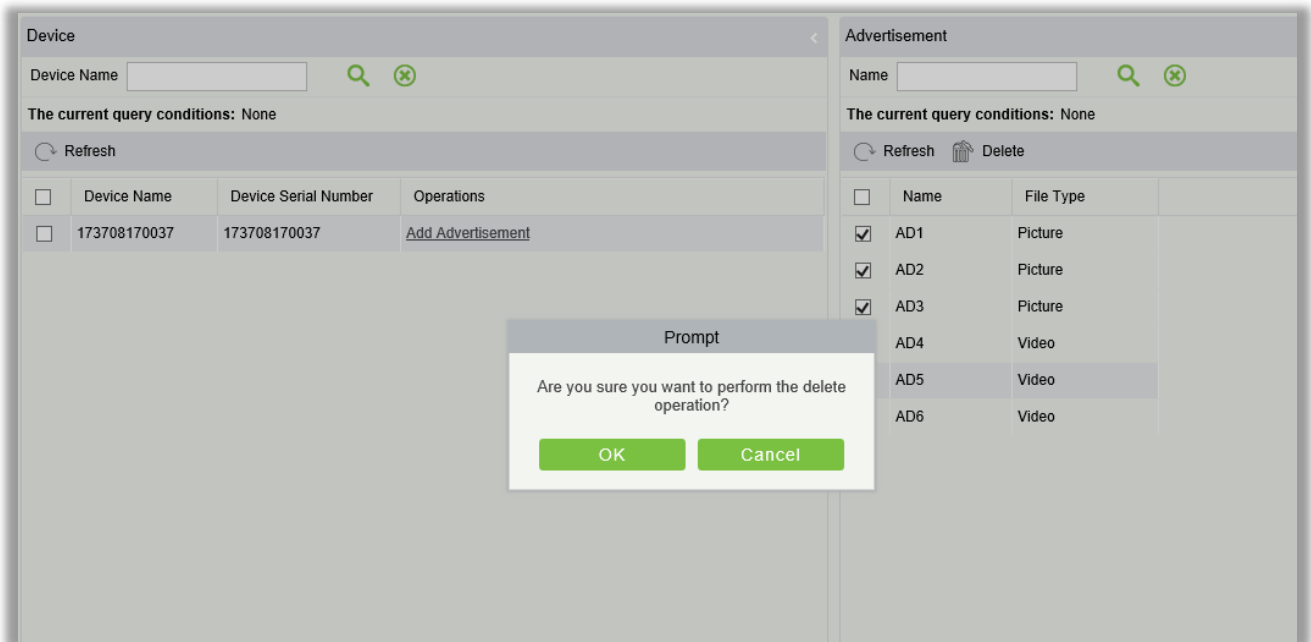 Device
Device Name
The current query conditions: None
Refresh
Device Name Device Serial Number Operations
173708170037 173708170037 Add Advertisement
Advertisement
Name
The current query conditions: None
Refresh Delete
Name File Type
AD1 Picture
AD2 Picture
AD3 Picture
AD4 Video
AD5 Video
AD6 Video
Prompt
Are you sure you want to perform the delete
operation?
OK Cancel